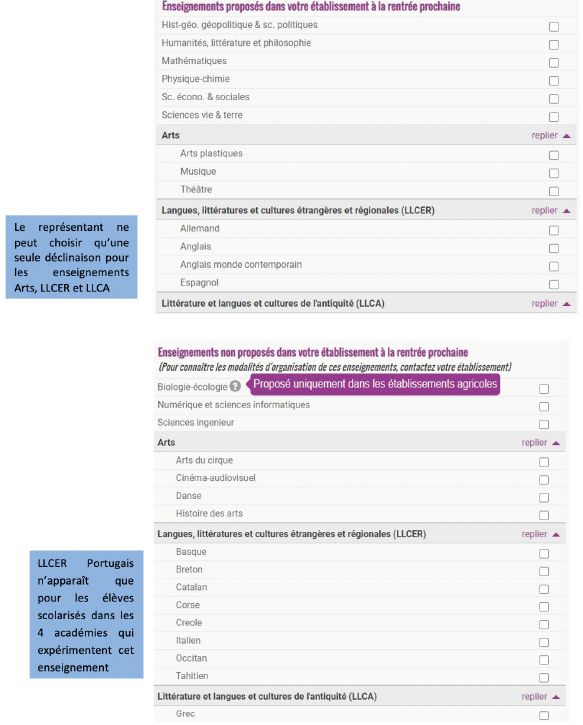 Enseignements proposés dans votre établissement à la rentrée prochaine
Hist-géo. géopolitique & sc. politiques
Humanités, littérature et philosophie
Mathématiques
Physique-chimie
Sc. écono. & sociales
Sciences vie & terre
Arts replier
Arts plastiques
Musique
Théâtre
Langues, littératures et cultures étrangères et régionales (LLCER) replier
Allemand
Anglais
Anglais monde contemporain
Espagnol
Littérature et langues et cultures de l'antiquité (LLCA) replier
Le représentant ne
peut choisir qu'une
seule déclinaison pour
les enseignements
Arts, LLCER et LLCA
Enseignements non proposés dans votre établissement à la rentrée prochaine
(Pour connaître les modalités d'organisation de ces enseignements, contactez votre établissement)
Biologie-écologie ? Proposé uniquement dans les établissements agricoles
Numérique et sciences informatiques
Sciences ingenieur
Arts replier
Arts du cirque
Cinéma-audiovisuel
Danse
Histoire des arts
Langues, littératures et cultures étrangères et régionales (LLCER) replier
Basque
Breton
Catalan
Corse
Creole
Italien
Occitan
Tahitien
Littérature et langues et cultures de l'antiquité (LLCA) replier
Grec
LLCER Portugais
n'apparaît que
pour les élèves
scolarisés dans les
4 académies qui
expérimentent cet
enseignement